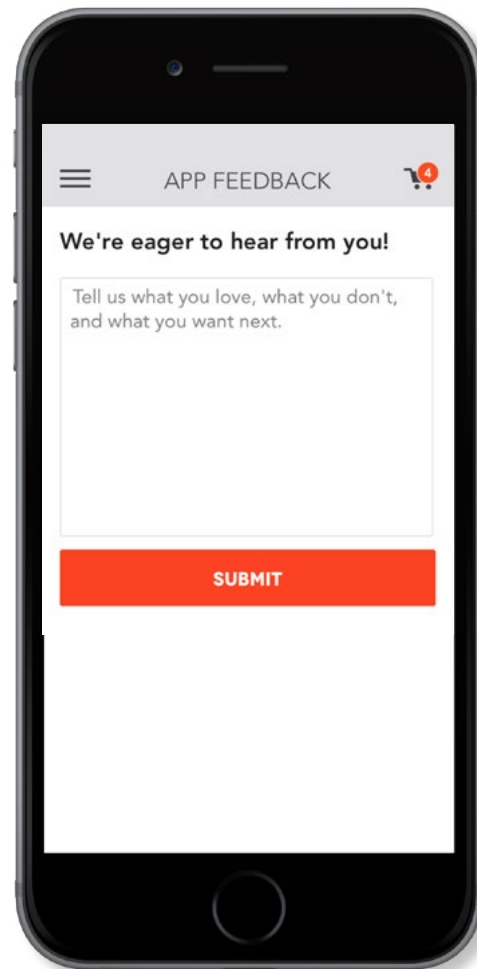 APP FEEDBACK
4
We're eager to hear from you!
Tell us what you love, what you don't,
and what you want next.
SUBMIT